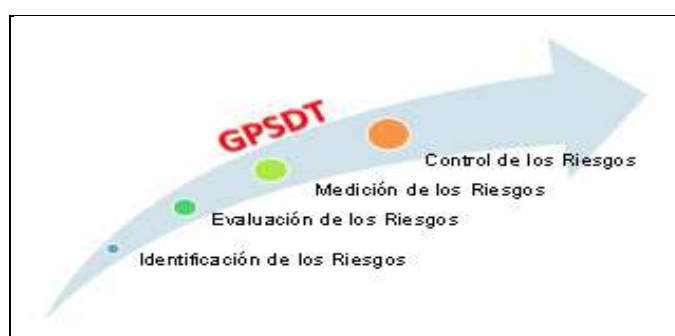 GPSDT
Control de los Riesgos
Medición de los Riesgos
Evaluación de los Riesgos
Identificación de los Riesgos